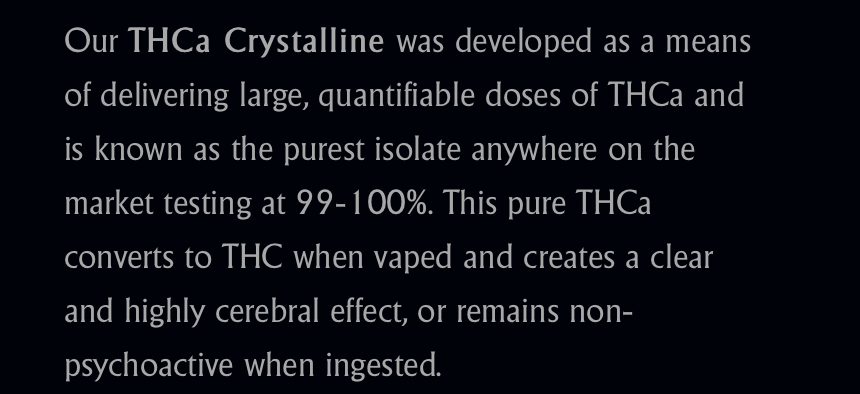 Our THCa Crystalline was developed as a means
of delivering large, quantifiable doses of THCa and
is known as the purest isolate anywhere on the
market testing at 99-100%. This pure THCa
converts to THC when vaped and creates a clear
and highly cerebral effect, or remains non-
psychoactive when ingested.